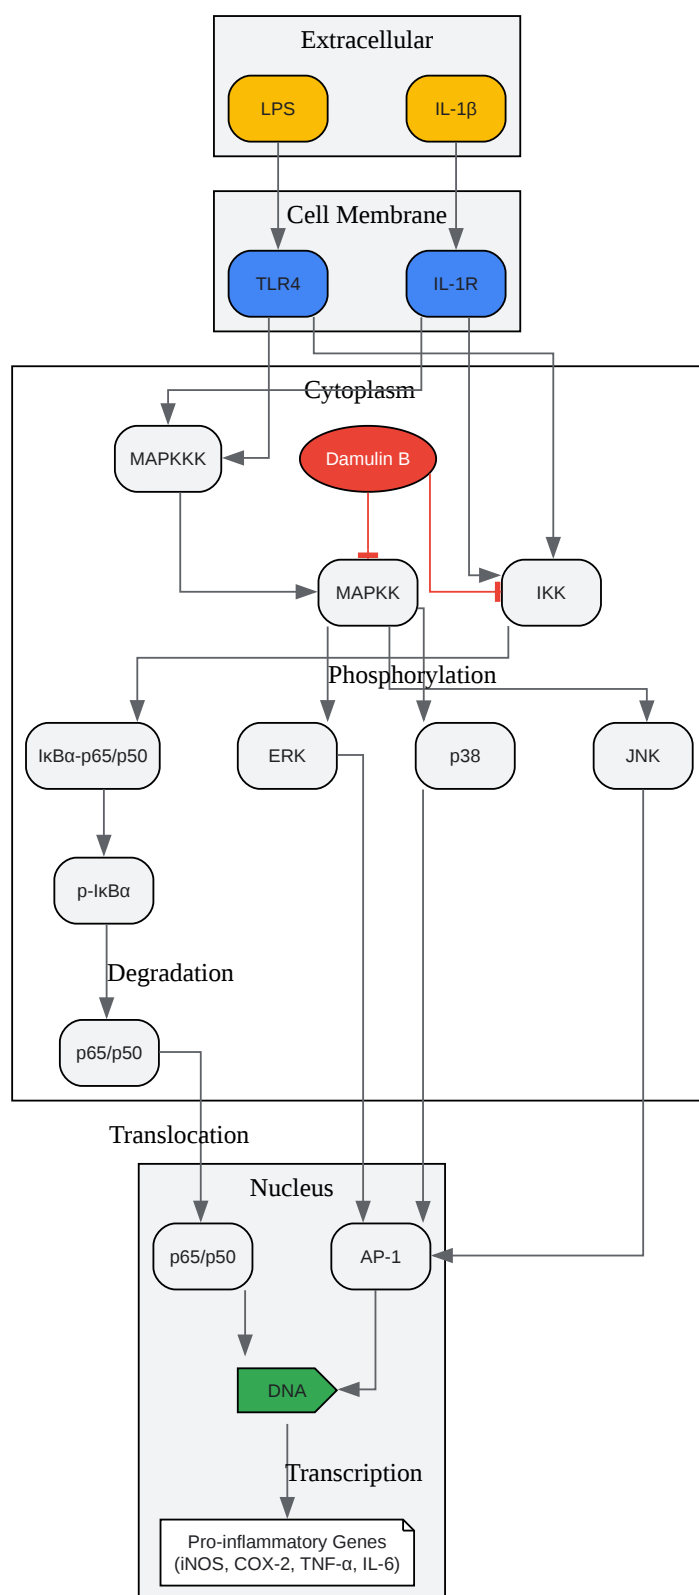 Extracellular
LPS
IL-1β
Cell Membrane
TLR4
IL-1R
Cytoplasm
MAPKKK
Damulin B
MAPKK
IKK
Phosphorylation
IκBα-p65/p50
ERK
p38
JNK
p-IκBα
Degradation
p65/p50
Translocation
Nucleus
p65/p50
AP-1
DNA
Transcription
Pro-inflammatory Genes
(iNOS, COX-2, TNF-α, IL-6)